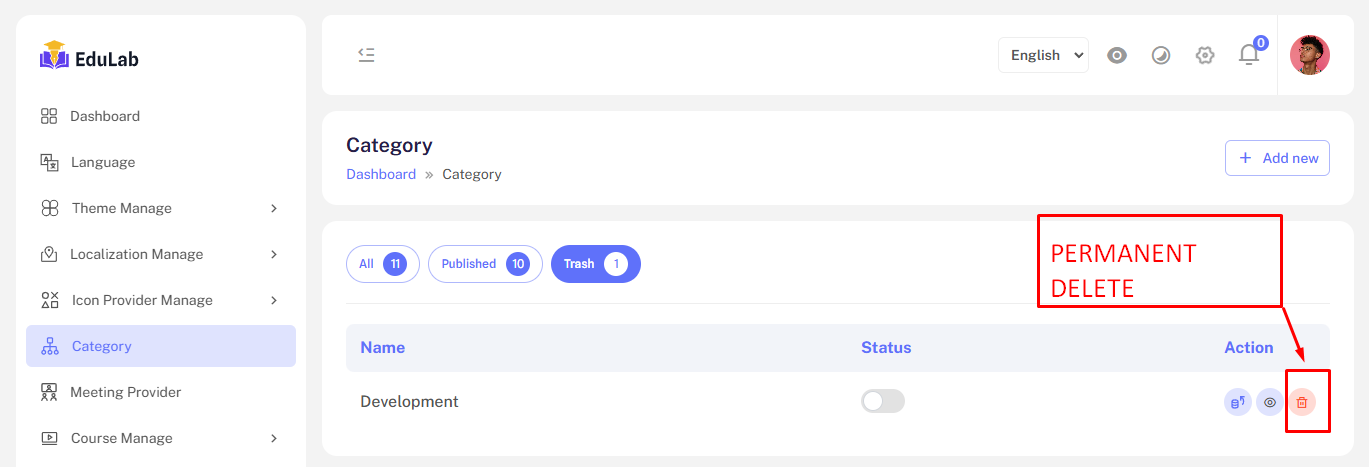 EduLab
English
0
Dashboard
Language
Theme Manage
Localization Manage
Icon Provider Manage
Category
Meeting Provider
Course Manage
Category
Dashboard » Category
+ Add new
All 11
Published 10
Trash 1
PERMANENT
DELETE
Name Status Action
Development